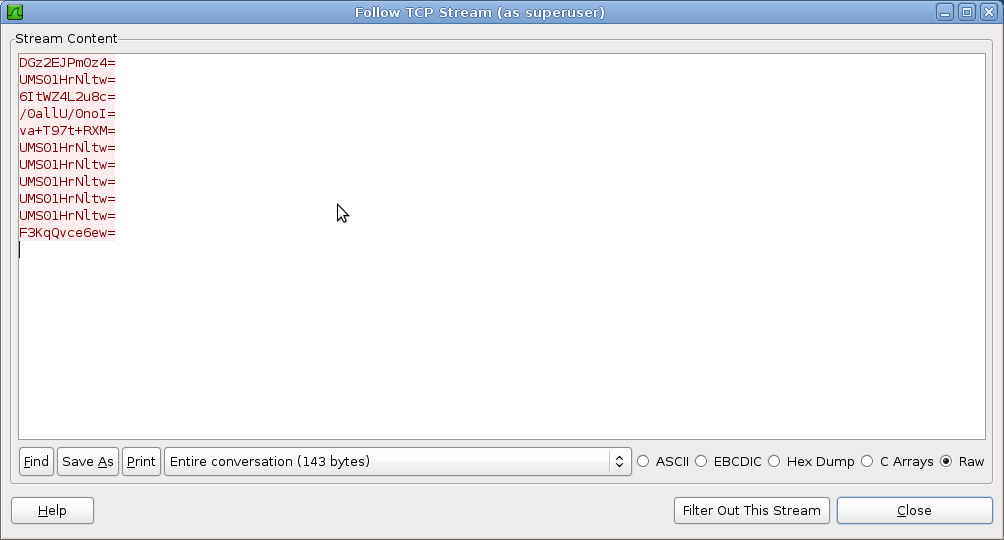 Follow TCP Stream (as superuser)
Stream Content
DGz2EJPm0z4=
UMS01HrNltw=
6ItWZ4L2u8c=
/0allU/0noI=
va+T97t+RXM=
UMS01HrNltw=
UMS01HrNltw=
UMS01HrNltw=
UMS01HrNltw=
UMS01HrNltw=
F3KqQvce6ew=
Find Save As Print Entire conversation (143 bytes) ASCII EBCDIC Hex Dump C Arrays Raw
Help Filter Out This Stream Close